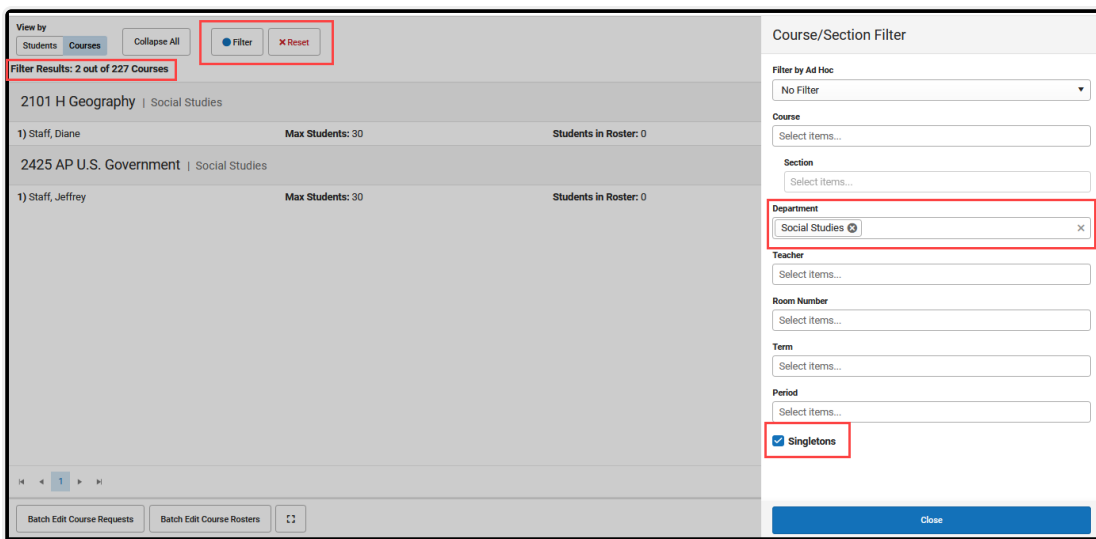 View by
Students Courses
Collapse All
Filter
Reset
Filter Results: 2 out of 227 Courses
2101 H Geography | Social Studies
1) Staff, Diane Max Students: 30 Students in Roster: 0
2425 AP U.S. Government | Social Studies
1) Staff, Jeffrey Max Students: 30 Students in Roster: 0
1
Batch Edit Course Requests
Batch Edit Course Rosters
Course/Section Filter
Filter by Ad Hoc
No Filter
Course
Select items...
Section
Select items...
Department
Social Studies
Teacher
Select items...
Room Number
Select items...
Term
Select items...
Period
Select items...
Singletons
Close